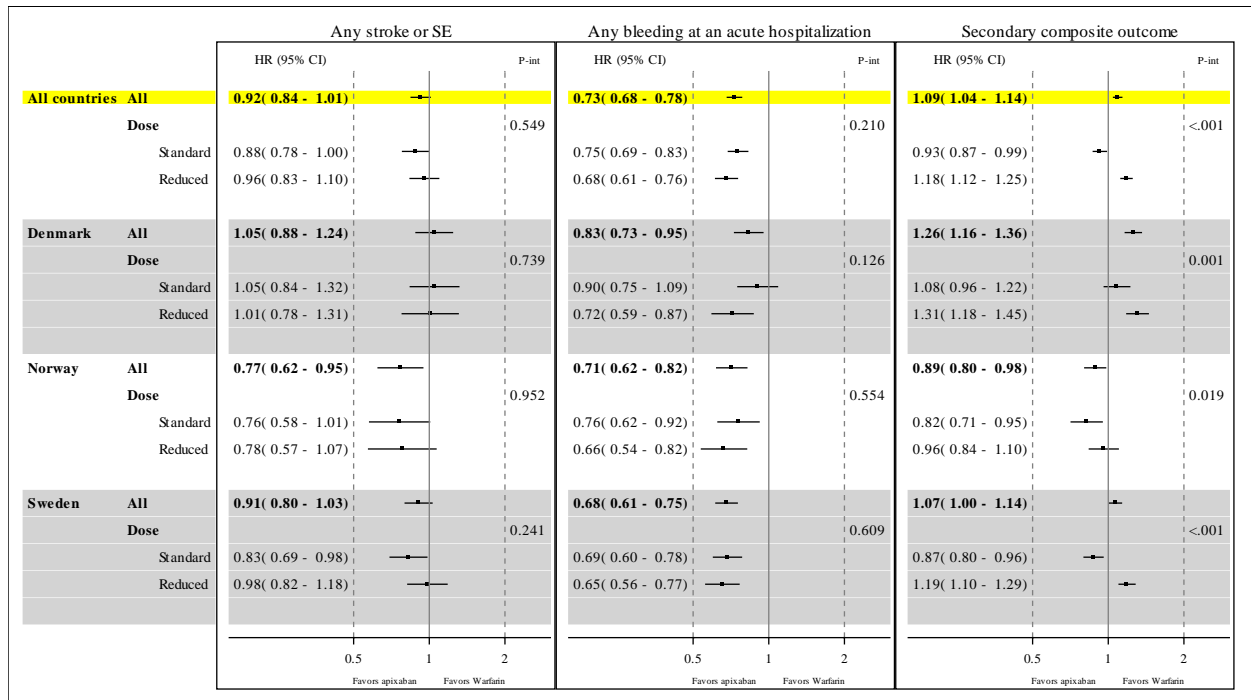 Any stroke or SE Any bleeding at an acute hospitalization Secondary composite outcome
HR (95% CI) P-int HR (95% CI) P-int HR (95% CI) P-int
All countries All 0.92( 0.84 - 1.01) 0.73( 0.68 - 0.78) 1.09( 1.04 - 1.14)
Dose 0.549 0.210 <.001
Standard 0.88( 0.78 - 1.00) 0.75( 0.69 - 0.83) 0.93( 0.87 - 0.99)
Reduced 0.96( 0.83 - 1.10) 0.68( 0.61 - 0.76) 1.18( 1.12 - 1.25)
Denmark All 1.05( 0.88 - 1.24) 0.83( 0.73 - 0.95) 1.26( 1.16 - 1.36)
Dose 0.739 0.126 0.001
Standard 1.05( 0.84 - 1.32) 0.90( 0.75 - 1.09) 1.08( 0.96 - 1.22)
Reduced 1.01( 0.78 - 1.31) 0.72( 0.59 - 0.87) 1.31( 1.18 - 1.45)
Norway All 0.77( 0.62 - 0.95) 0.71( 0.62 - 0.82) 0.89( 0.80 - 0.98)
Dose 0.952 0.554 0.019
Standard 0.76( 0.58 - 1.01) 0.76( 0.62 - 0.92) 0.82( 0.71 - 0.95)
Reduced 0.78( 0.57 - 1.07) 0.66( 0.54 - 0.82) 0.96( 0.84 - 1.10)
Sweden All 0.91( 0.80 - 1.03) 0.68( 0.61 - 0.75) 1.07( 1.00 - 1.14)
Dose 0.241 0.609 <.001
Standard 0.83( 0.69 - 0.98) 0.69( 0.60 - 0.78) 0.87( 0.80 - 0.96)
Reduced 0.98( 0.82 - 1.18) 0.65( 0.56 - 0.77) 1.19( 1.10 - 1.29)
0.5 1 2 0.5 1 2 0.5 1 2
Favors apixaban Favors Warfarin Favors apixaban Favors Warfarin Favors apixaban Favors Warfarin